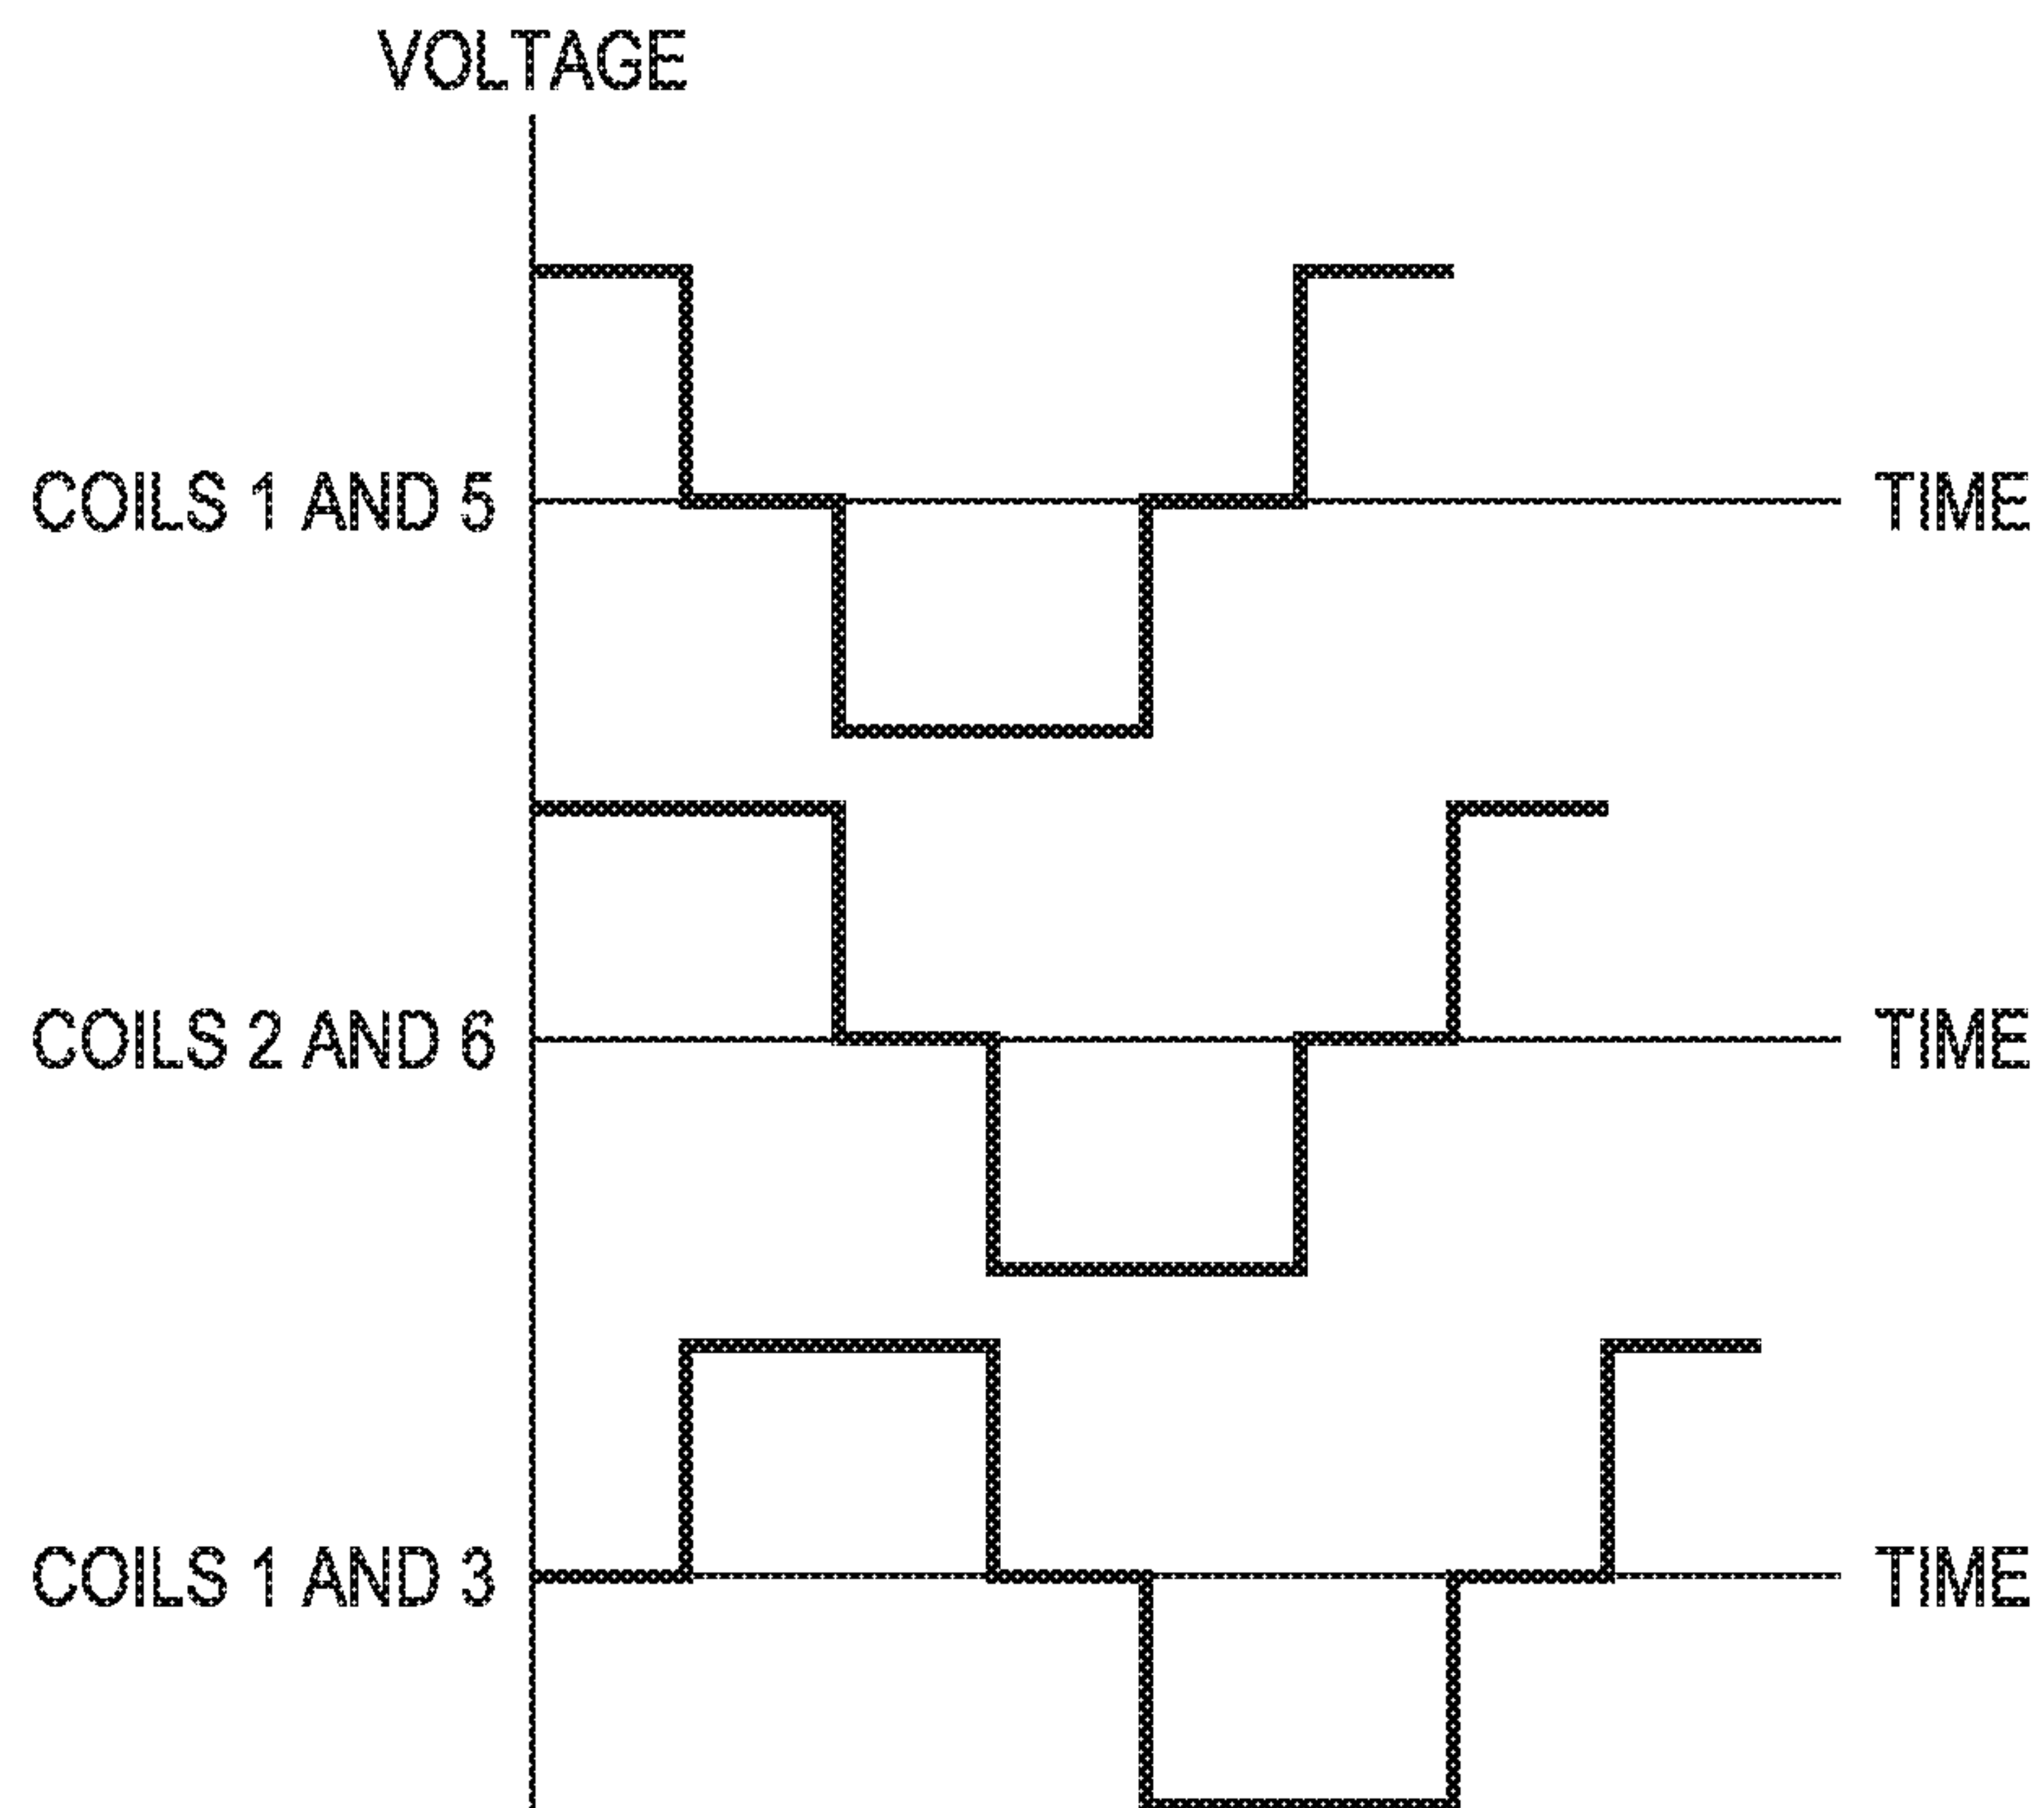 VOLTAGE
COILS 1 AND 5
TIME
COILS 2 AND 6
TIME
COILS 1 AND 3
TIME